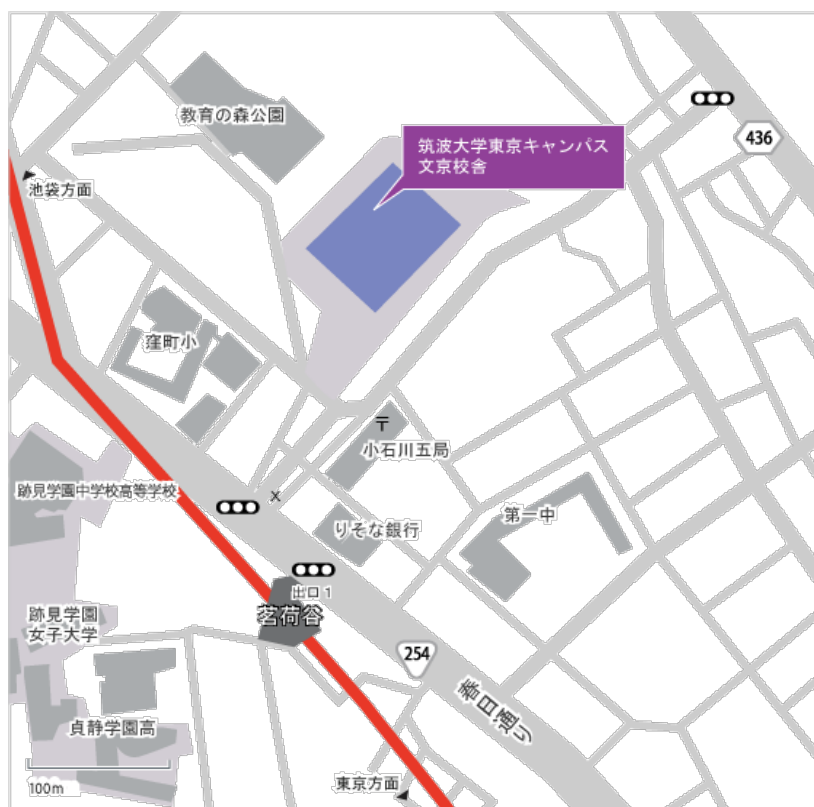 教育の森公園
筑波大学東京キャンパス
文京校舎
436
池袋方面
窪町小
〒
小石川五局
跡見学園中学校高等学校
X
りそな銀行
第一中
出口1
茗荷谷
跡見学園
女子大学
254
春日通り
貞静学園高
100m
東京方面